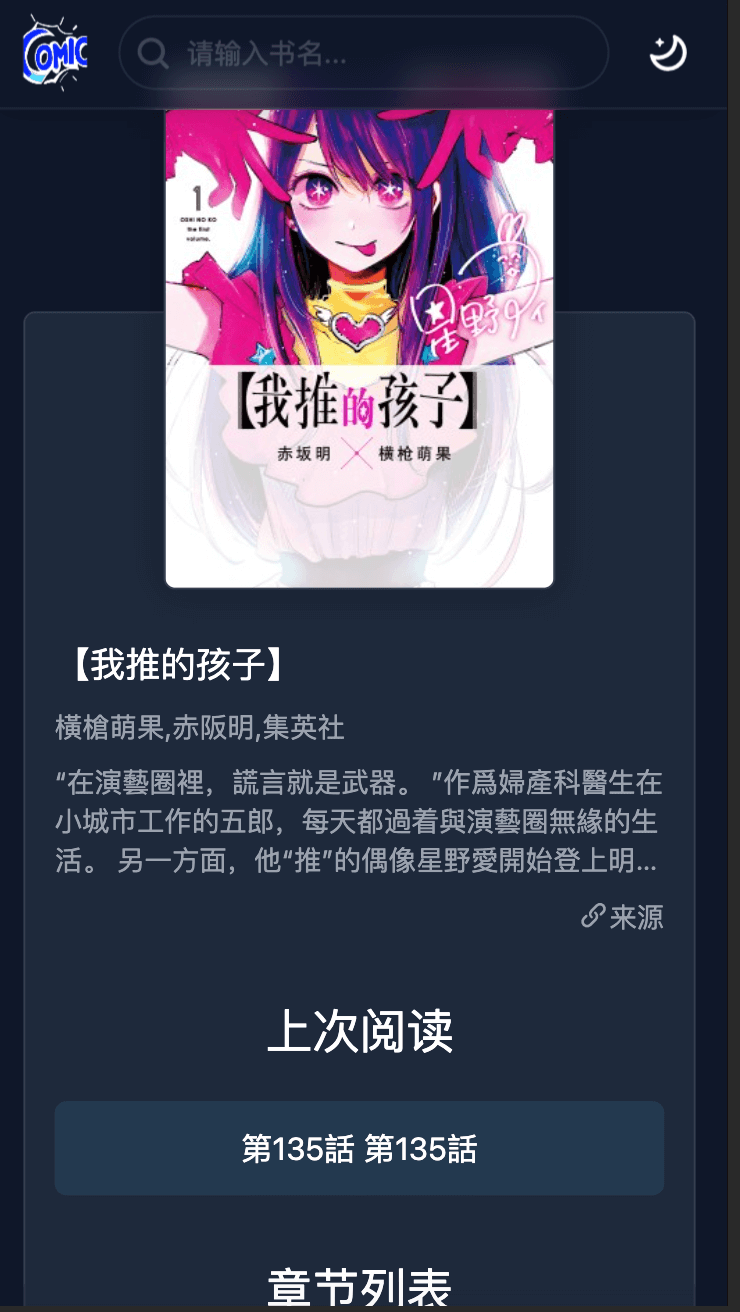 COMIC
请输入书名...
1
OSHI NO KO
the first
volume.
星野アイ
【我推的孩子】
赤坂明 × 横槍萌果
【我推的孩子】
橫槍萌果,赤阪明,集英社
“在演藝圈裡，謊言就是武器。 ”作爲婦產科醫生在
小城市工作的五郎，每天都過着與演藝圈無緣的生
活。 另一方面，他“推”的偶像星野愛開始登上明...
来源
上次阅读
第135話 第135話
章节列表